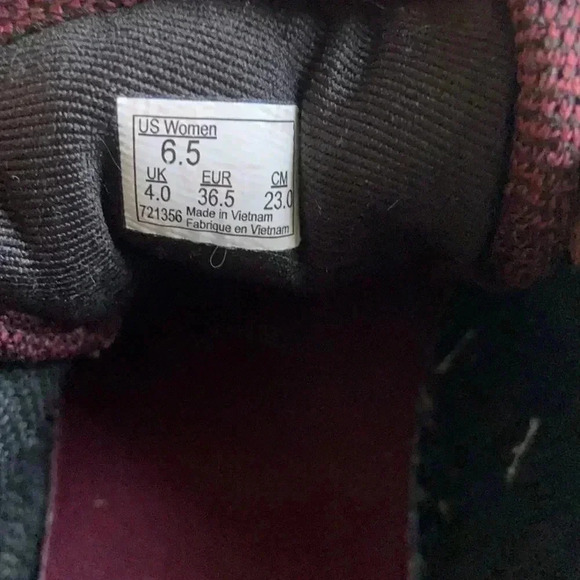 US Women
6.5
UK EUR CM
4.0 36.5 23.0
721356 Made in Vietnam
Fabrique en Vietnam